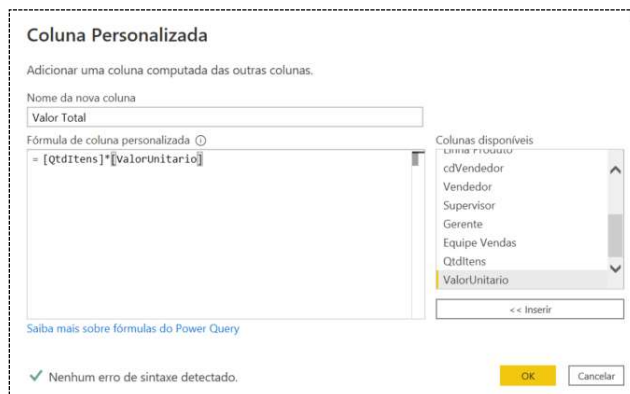 Coluna Personalizada
Adicionar uma coluna computada das outras colunas.
Nome da nova coluna
Valor Total
Fórmula de coluna personalizada
Colunas disponíveis
= [QtdItens]*[ValorUnitario]
Linha Produto
cdVendedor
Vendedor
Supervisor
Gerente
Equipe Vendas
QtdItens
ValorUnitario
<< Inserir
Saiba mais sobre fórmulas do Power Query
Nenhum erro de sintaxe detectado.
OK
Cancelar